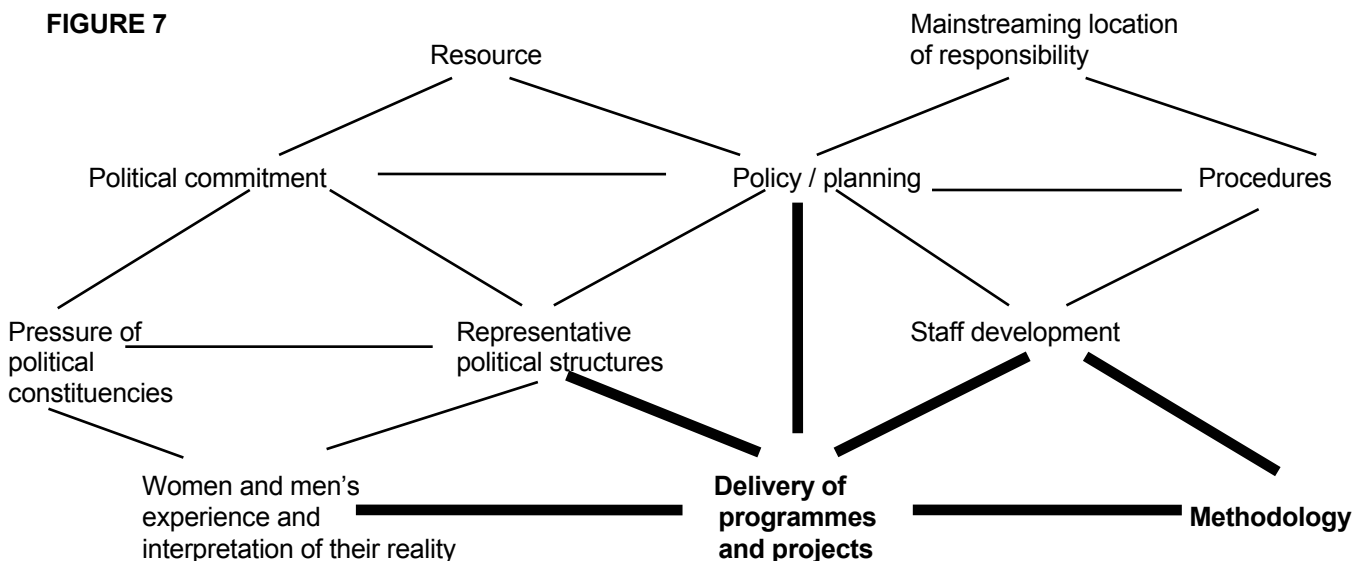 FIGURE 7
Resource
Mainstreaming location
of responsibility
Political commitment
Policy / planning
Procedures
Pressure of
political
constituencies
Representative
political structures
Staff development
Women and men’s
experience and
interpretation of their reality
Delivery of
programmes
and projects
Methodology